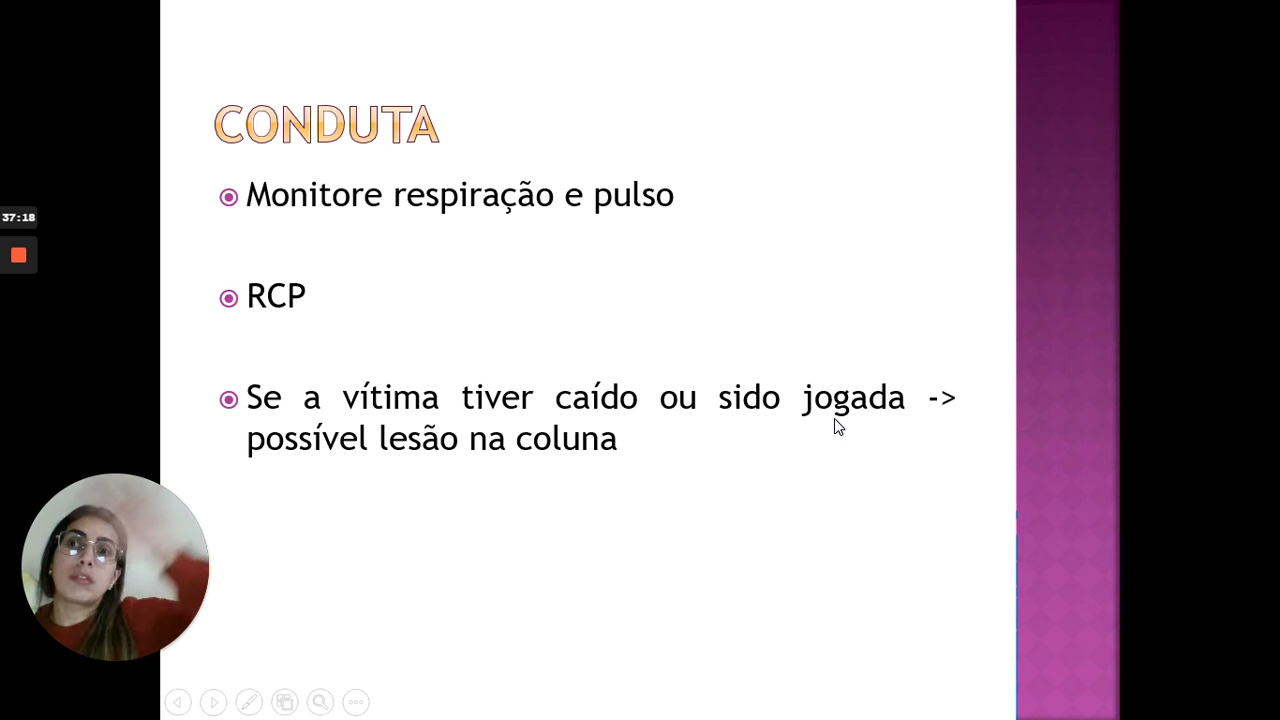 CONDUTA
Monitore respiração e pulso
37:18
RCP
Se a vítima tiver caído ou sido jogada ->
possível lesão na coluna